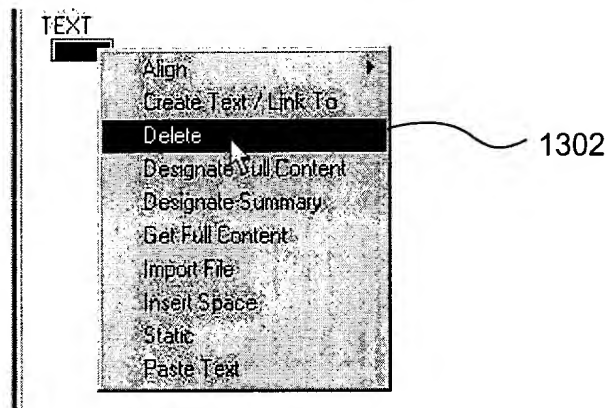 TEXT
Align
Create Text / Link To
Delete
1302
Designate Full Content
Designate Summary
Get Full Content
Import File
Insert Space
Static
Paste Text